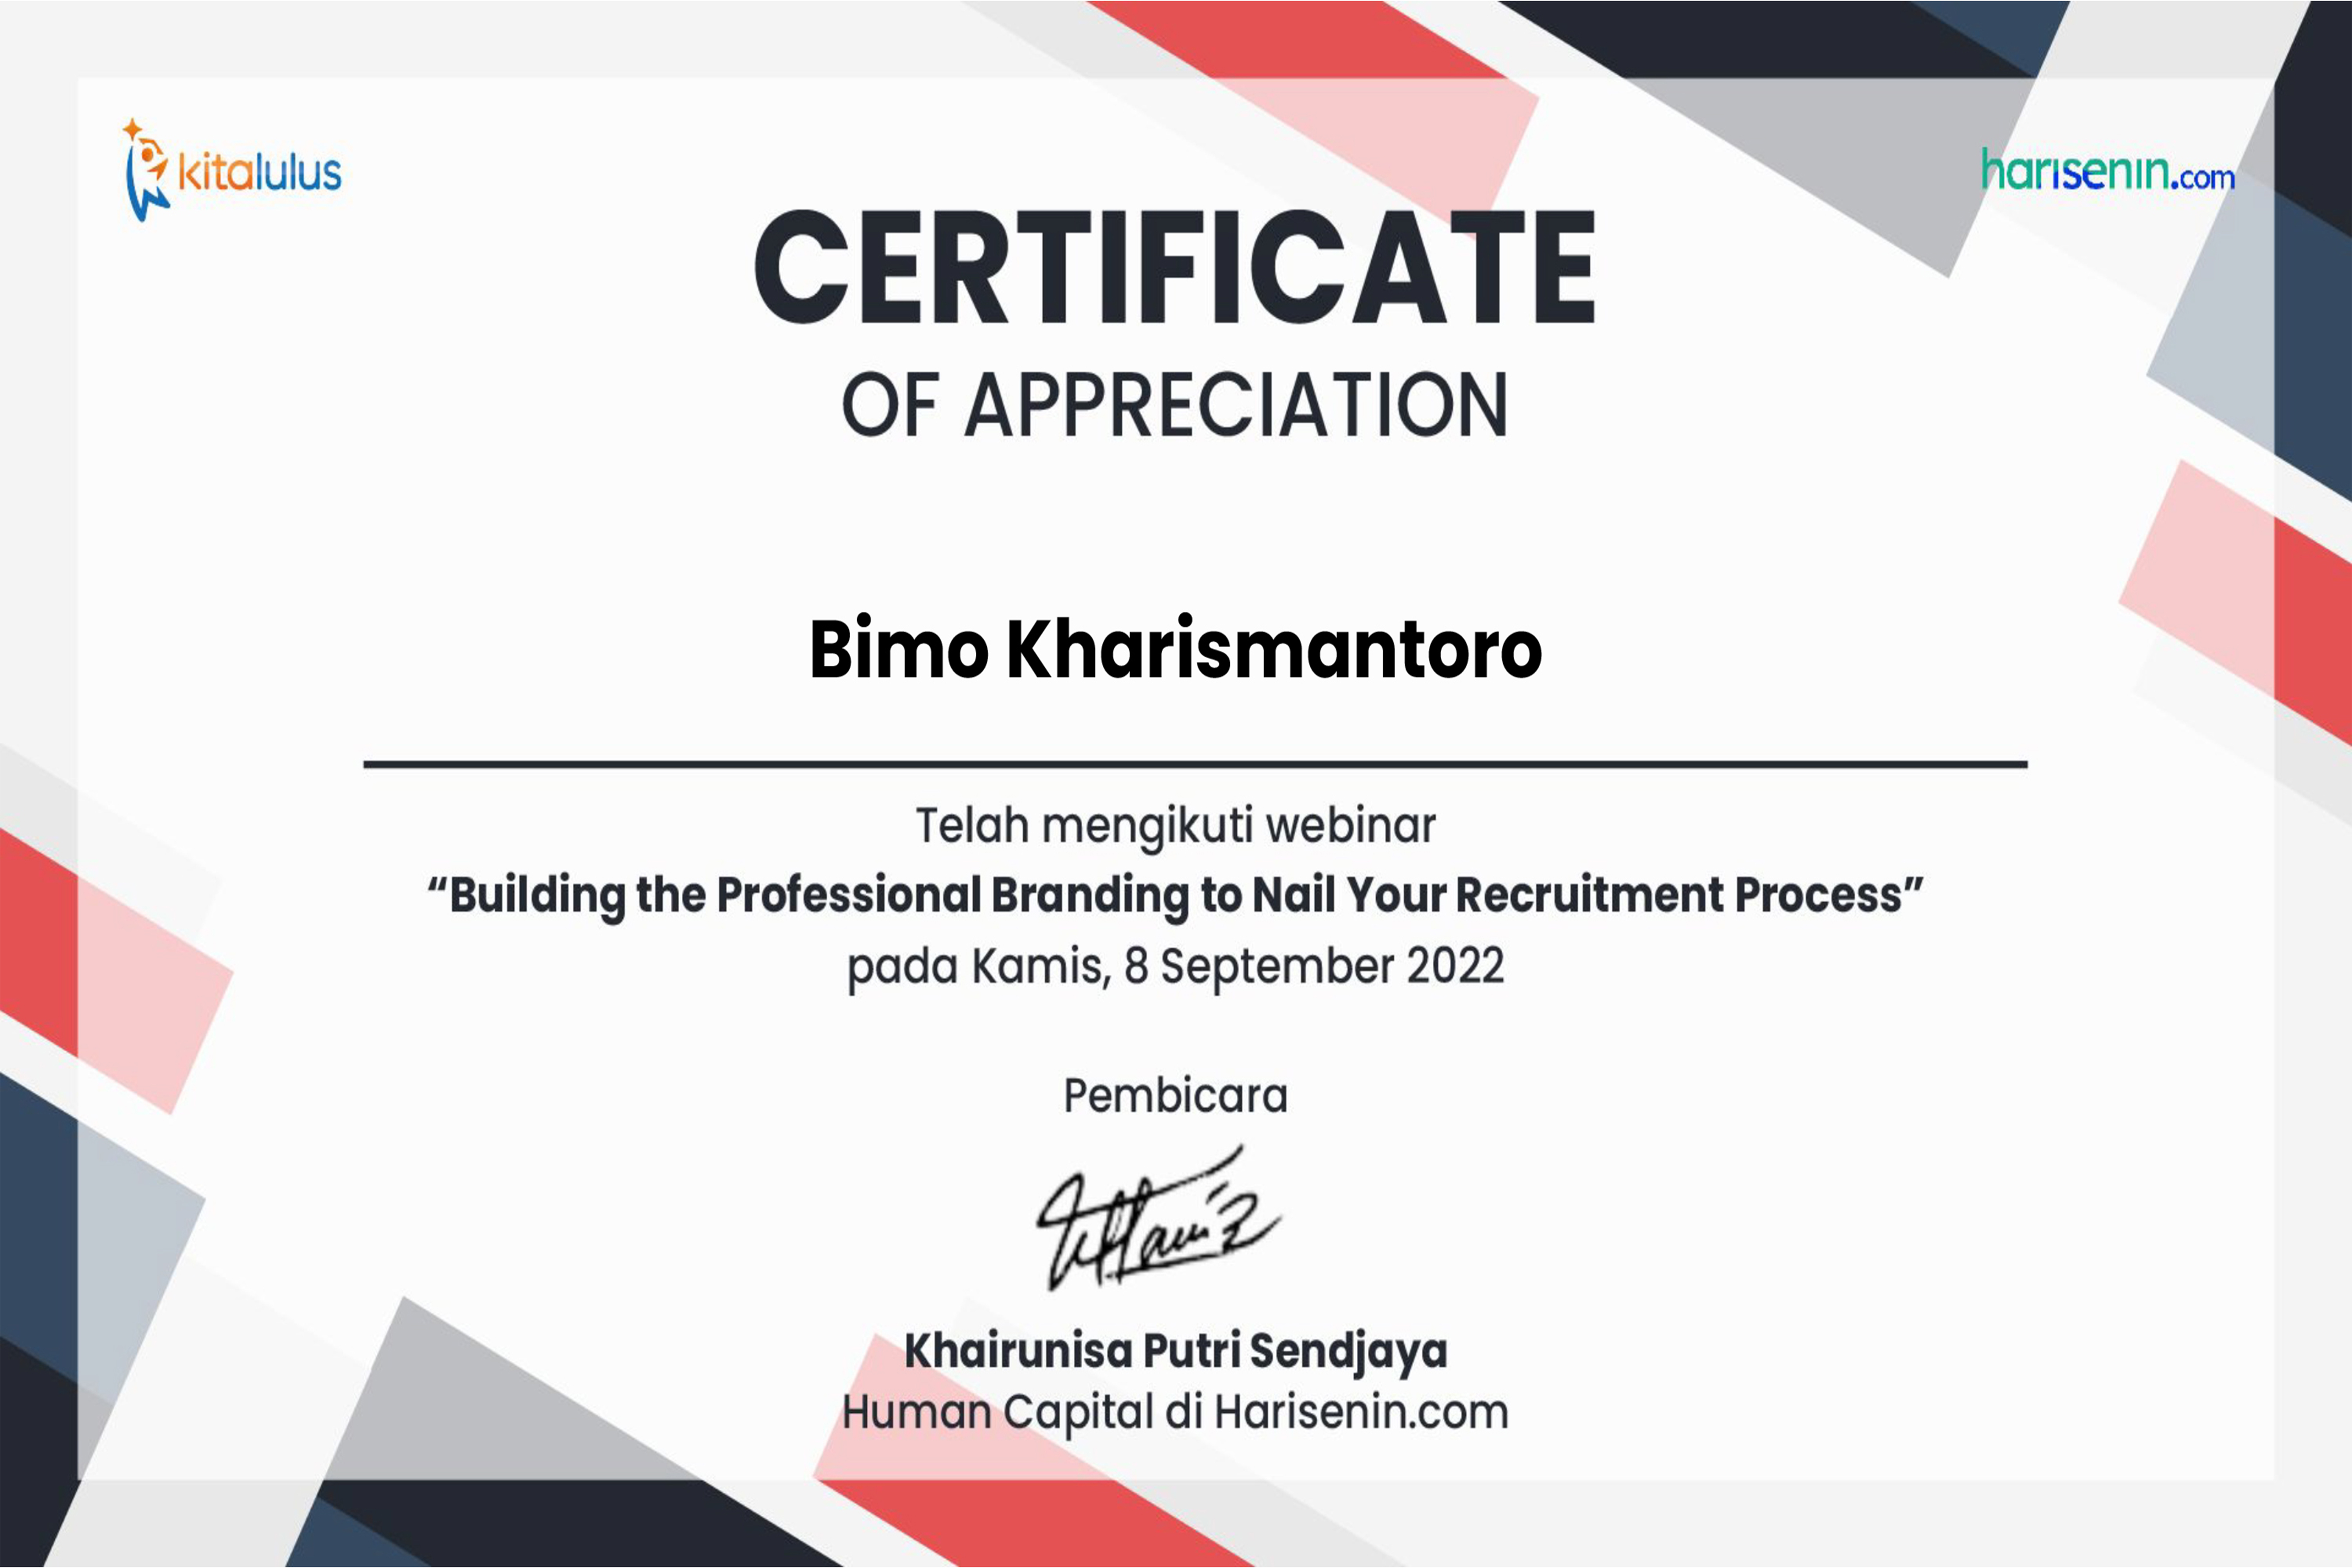 kitalulus
harisenin.com
CERTIFICATE
OF APPRECIATION
Bimo Kharismantoro
Telah mengikuti webinar
“Building the Professional Branding to Nail Your Recruitment Process”
pada Kamis, 8 September 2022
Pembicara
Khairunisa Putri Sendjaya
Human Capital di Harisenin.com